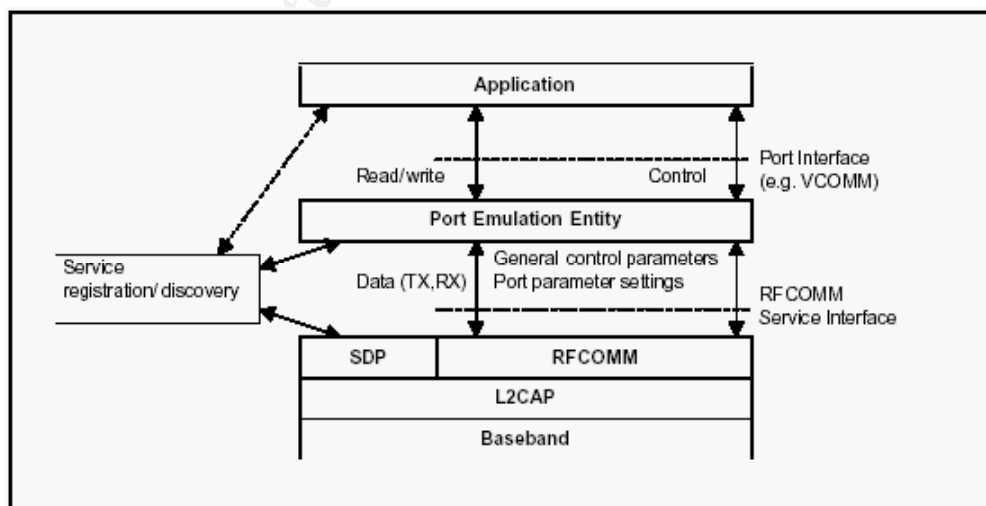 Application
Read/write
Control
Port Interface
(e.g. VCOMM)
Port Emulation Entity
Service
registration/ discovery
Data (TX,RX)
General control parameters
Port parameter settings
RFCOMM
Service Interface
SDP
RFCOMM
L2CAP
Baseband